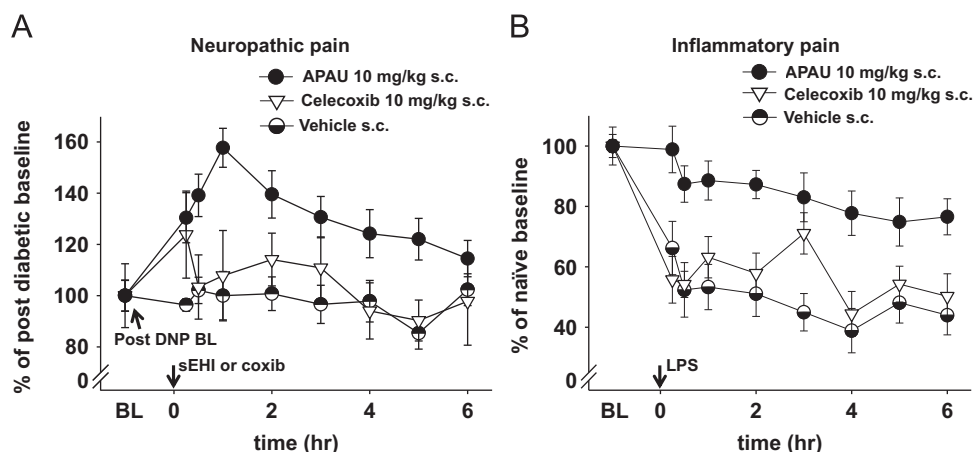 A
Neuropathic pain
APAU 10 mg/kg s.c.
Celecoxib 10 mg/kg s.c.
Vehicle s.c.
% of post diabetic baseline
160
140
120
100
80
0
Post DNP BL
sEHI or coxib
BL 0 2 4 6
time (hr)
B
Inflammatory pain
APAU 10 mg/kg s.c.
Celecoxib 10 mg/kg s.c.
Vehicle s.c.
% of naïve baseline
100
80
60
40
0
LPS
BL 0 2 4 6
time (hr)